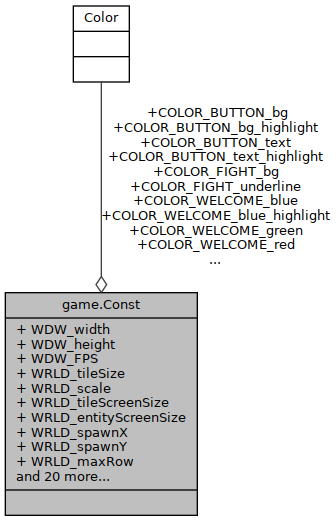 Color
+COLOR_BUTTON_bg
+COLOR_BUTTON_bg_highlight
+COLOR_BUTTON_text
+COLOR_BUTTON_text_highlight
+COLOR_FIGHT_bg
+COLOR_FIGHT_underline
+COLOR_WELCOME_blue
+COLOR_WELCOME_blue_highlight
+COLOR_WELCOME_green
+COLOR_WELCOME_red
...
game.Const
+ WDW_width
+ WDW_height
+ WDW_FPS
+ WRLD_tileSize
+ WRLD_scale
+ WRLD_tileScreenSize
+ WRLD_entityScreenSize
+ WRLD_spawnX
+ WRLD_spawnY
+ WRLD_maxRow
and 20 more...